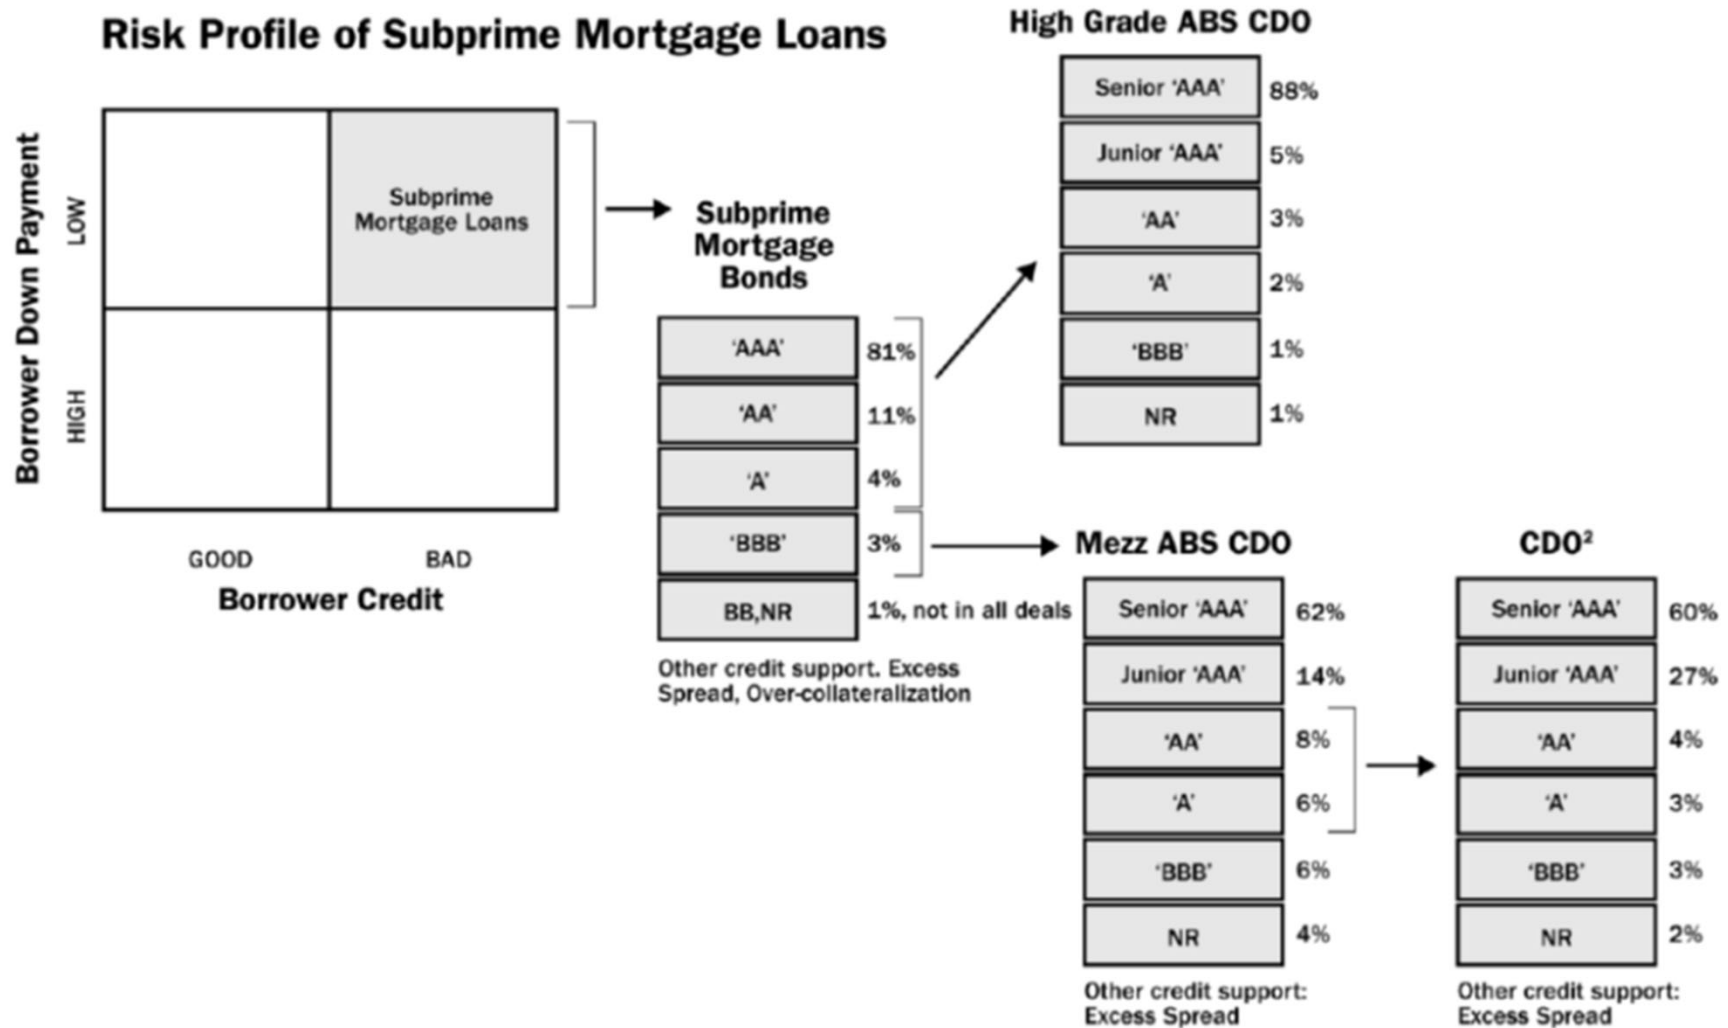 Risk Profile of Subprime Mortgage Loans
Borrower Down Payment
LOW
HIGH
Subprime
Mortgage Loans
GOOD
BAD
Borrower Credit
Subprime
Mortgage
Bonds
'AAA' 81%
'AA' 11%
'A' 4%
'BBB' 3%
BB,NR 1%, not in all deals
Other credit support. Excess
Spread, Over-collateralization
High Grade ABS CDO
Senior 'AAA' 88%
Junior 'AAA' 5%
'AA' 3%
'A' 2%
'BBB' 1%
NR 1%
Mezz ABS CDO
Senior 'AAA' 62%
Junior 'AAA' 14%
'AA' 8%
'A' 6%
'BBB' 6%
NR 4%
Other credit support:
Excess Spread
CDO²
Senior 'AAA' 60%
Junior 'AAA' 27%
'AA' 4%
'A' 3%
'BBB' 3%
NR 2%
Other credit support:
Excess Spread